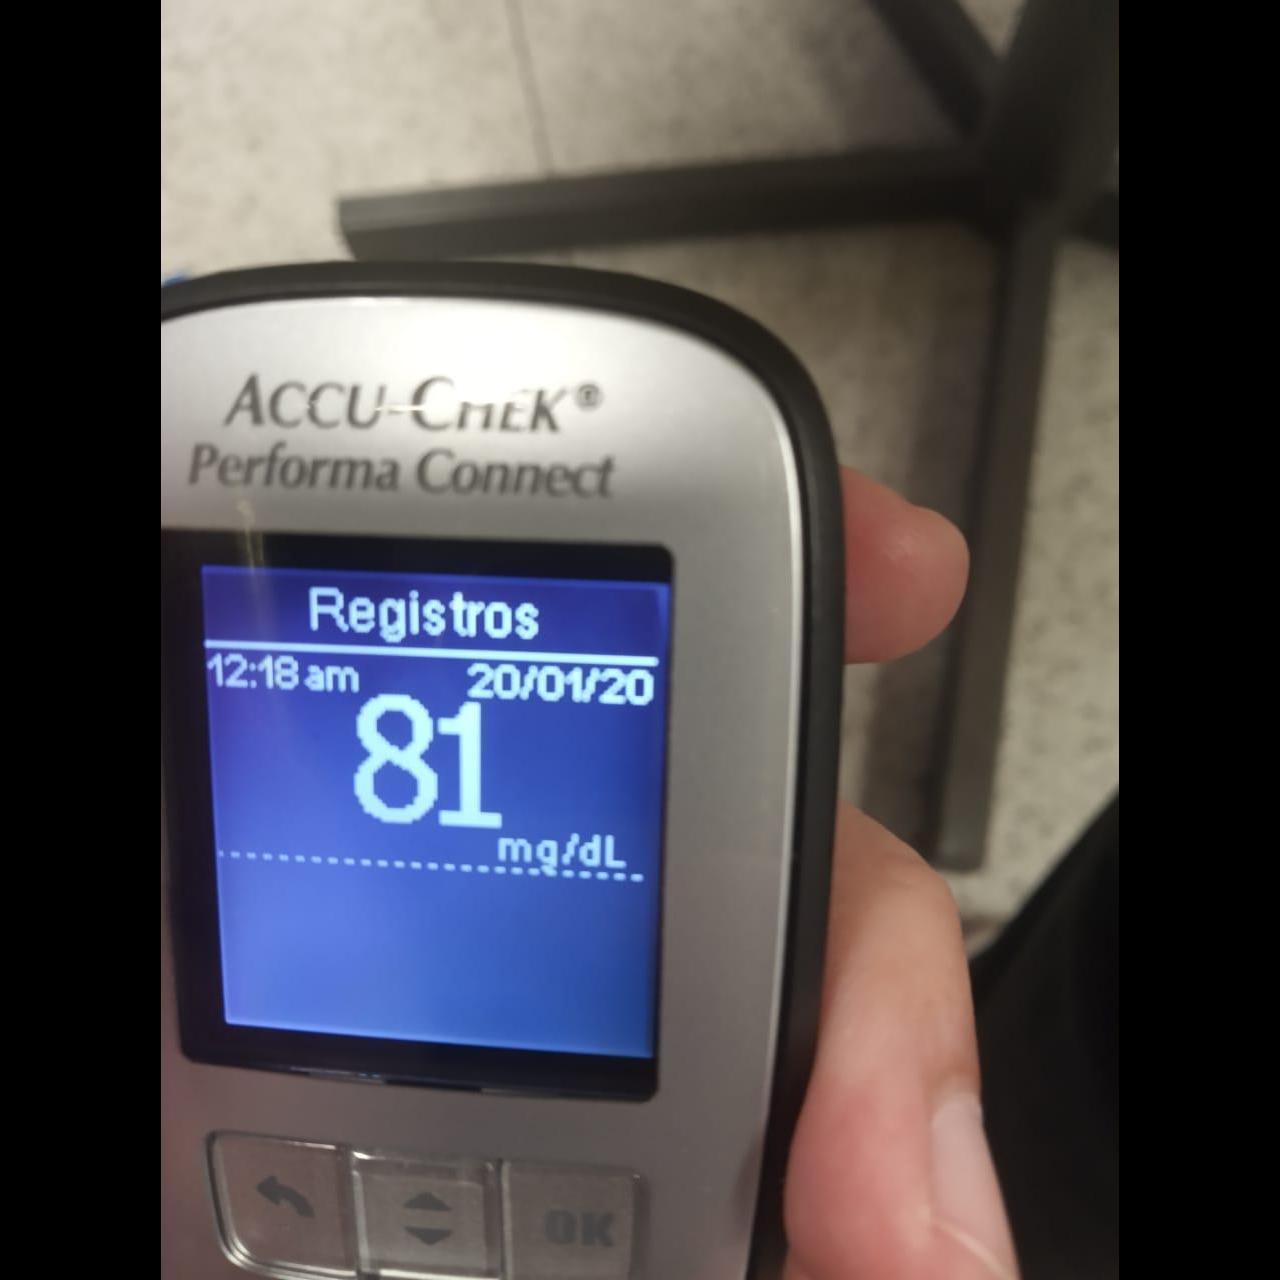 ACCU-CHEK®
Performa Connect
Registros
12:18 am 20/01/20
81
mg/dL
OK